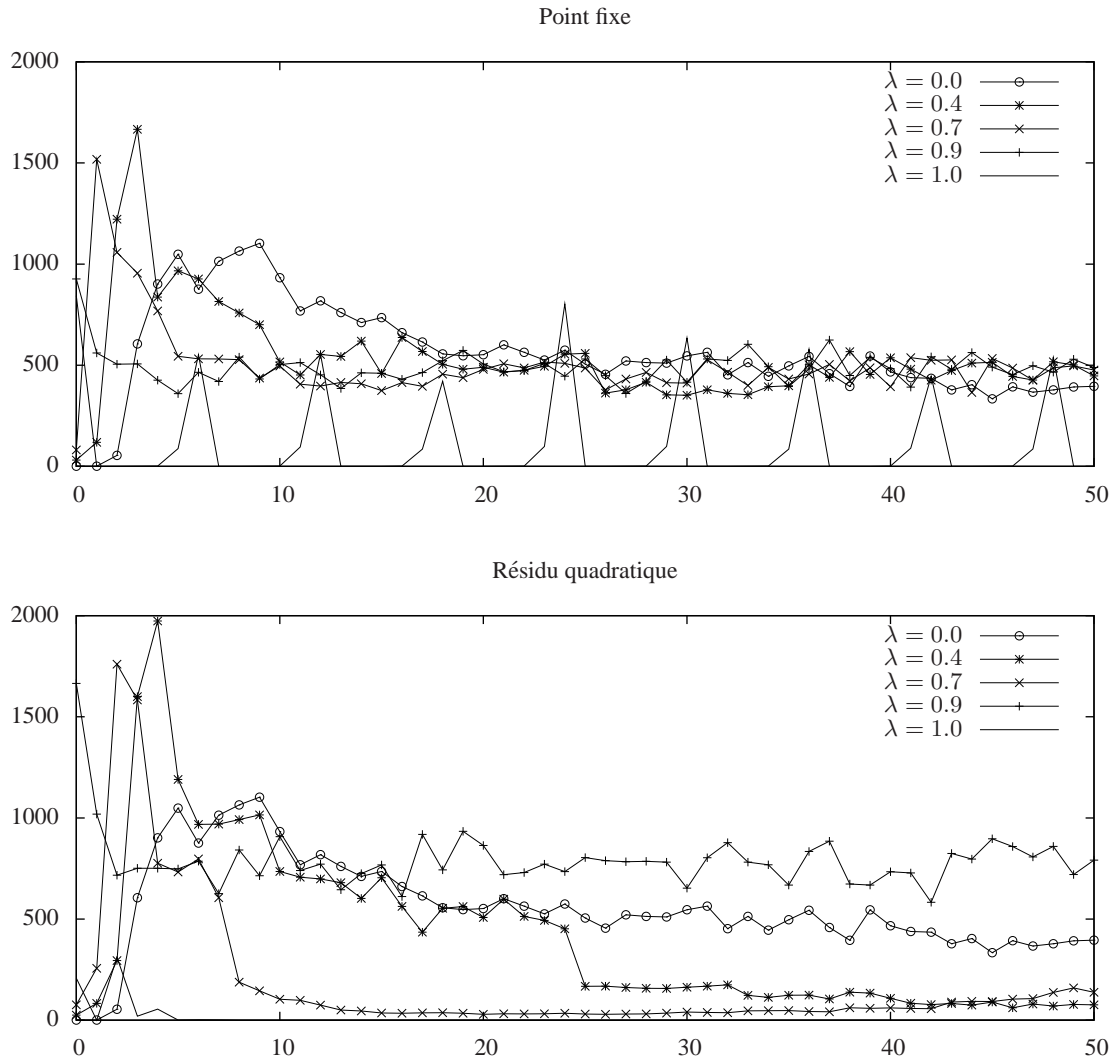 Point fixe
2000
1500
1000
500
0
0 10 20 30 40 50
λ = 0.0
λ = 0.4
λ = 0.7
λ = 0.9
λ = 1.0
Résidu quadratique
2000
1500
1000
500
0
0 10 20 30 40 50
λ = 0.0
λ = 0.4
λ = 0.7
λ = 0.9
λ = 1.0